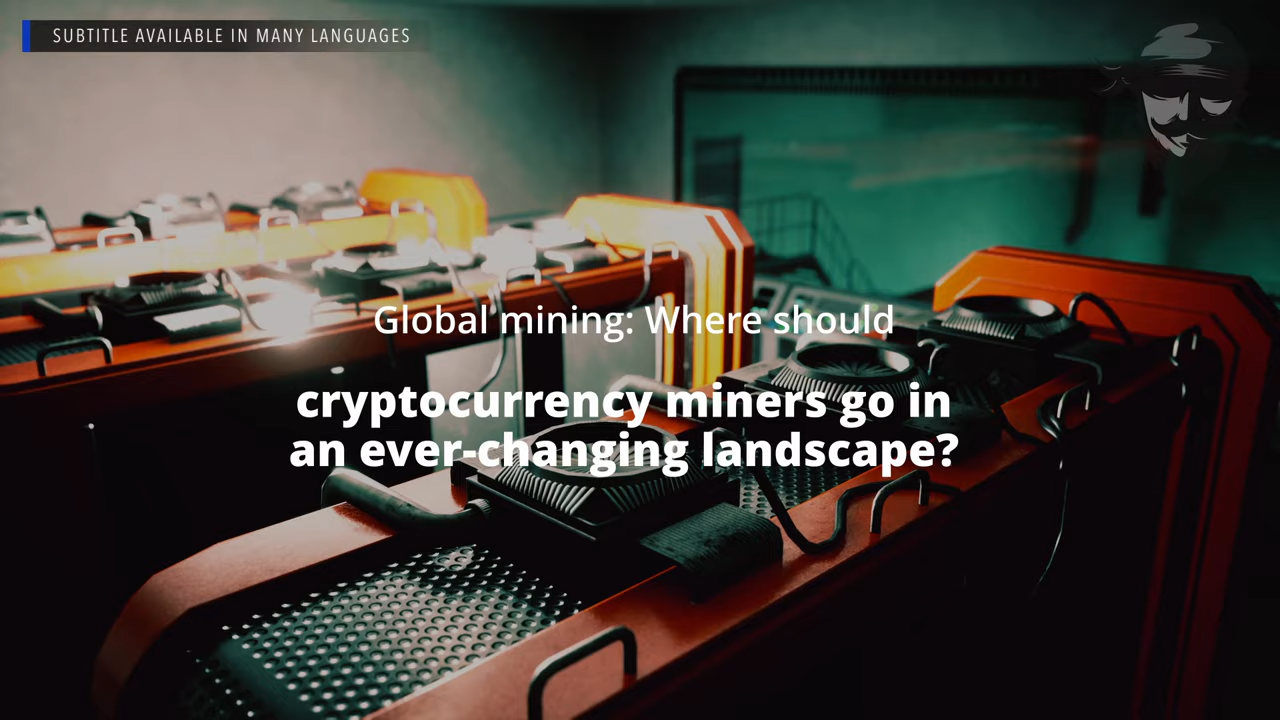 SUBTITLE AVAILABLE IN MANY LANGUAGES
Global mining: Where should
cryptocurrency miners go in
an ever-changing landscape?